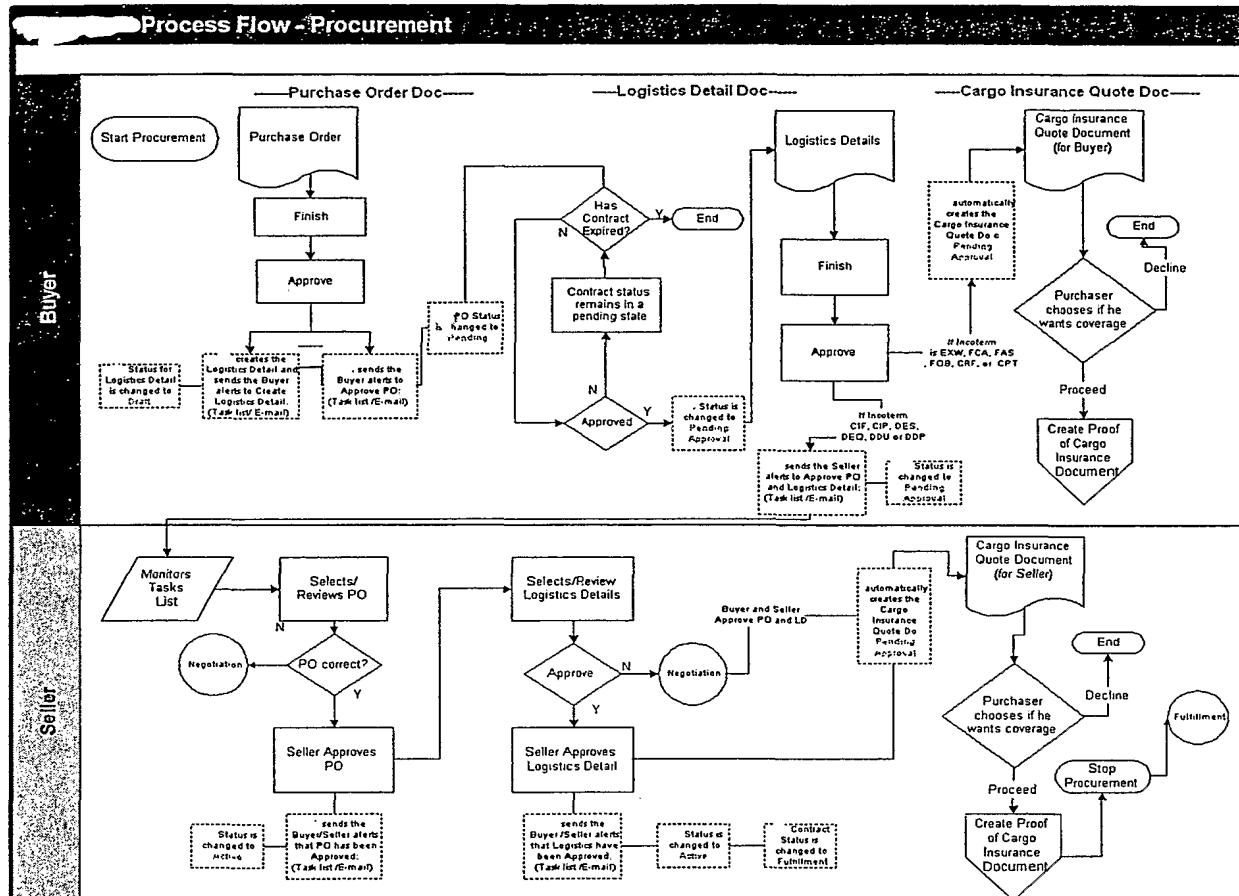 Process Flow - Procurement
Buyer
Purchase Order Doc
Logistics Detail Doc
Cargo Insurance Quote Doc
Start Procurement
Purchase Order
Finish
Approve
Status for
Logistics Detail
is changed to
Draft
creates the
Logistics Detail and
sends the Buyer
alerts to Create
Logistics Detail.
(Task list/ E-mail)
sends the
Buyer alerts to
Approve PO:
(Task list /E-mail)
PO Status
is changed to
Pending
Has
Contract
Expired?
Y
End
N
Contract status
remains in a
pending state
N
Approved
Y
Status is
changed to
Pending
Approval
Logistics Details
Finish
Approve
If Incoterm
is EXW, FCA, FAS
, FOB, CRF, or CPT
If Incoterm
CIF, CIP, DES,
DEQ, DDU or DDP
sends the Seller
alerts to Approve PO
and Logistics Detail:
(Task list /E-mail)
Status is
changed to
Pending
Approval
automatically
creates the
Cargo Insurance
Quote Do c
Pending
Approval
Cargo Insurance
Quote Document
(for Buyer)
Purchaser
chooses if he
wants coverage
End
Decline
Proceed
Create Proof
of Cargo
Insurance
Document
Seller
Monitors
Tasks
List
Selects/
Reviews PO
N
PO correct?
Negotiation
Y
Seller Approves
PO
Status is
changed to
Active
sends the
Buyer/Seller alerts
that PO has been
Approved:
(Task list /E-mail)
Selects/Review
Logistics Details
Approve
N
Negotiation
Y
Seller Approves
Logistics Detail
sends the
Buyer/Seller alerts
that Logistics have
been Approved.
(Task list /E-mail)
Status is
changed to
Active
Contract
Status is
changed to
Fulfillment
Buyer and Seller
Approve PO and LD
automatically
creates the
Cargo
Insurance
Quote Do
Pending
Approval
Cargo Insurance
Quote Document
(for Seller)
Purchaser
chooses if he
wants coverage
End
Decline
Proceed
Create Proof
of Cargo
Insurance
Document
Stop
Procurement
Fulfillment